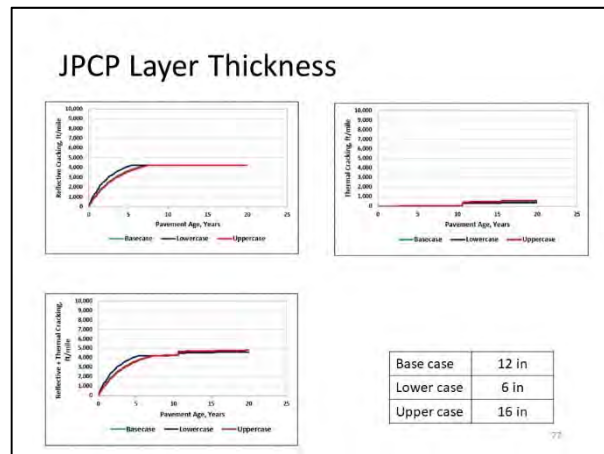 JPCP Layer Thickness
Reflective Cracking, ft/mile
10,000
9,000
8,000
7,000
6,000
5,000
4,000
3,000
2,000
1,000
0
0 5 10 15 20 25
Pavement Age, Years
Basecase Lowercase Uppercase
Thermal Cracking, ft/mile
10,000
9,000
8,000
7,000
6,000
5,000
4,000
3,000
2,000
1,000
0
0 5 10 15 20 25
Pavement Age, Years
Basecase Lowercase Uppercase
Reflective + Thermal Cracking,
ft/mile
10,000
9,000
8,000
7,000
6,000
5,000
4,000
3,000
2,000
1,000
0
0 5 10 15 20 25
Pavement Age, Years
Basecase Lowercase Uppercase
Base case 12 in
Lower case 6 in
Upper case 16 in
77